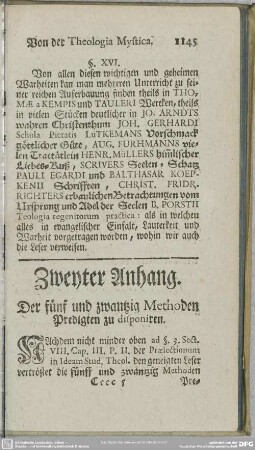 Von der Theologia Mystica. 1145
§. XVI.
Von allen diesen wichtigen und geheimen
Warheiten kan man mehreren Unterricht zu sei-
ner reichen Auferbauung finden theils in THO-
MÆ a KEMPIS und TAULERI Wercken, theils
in vielen Stücken deutlicher in JO. ARNDTS
wahren Christenthum JOH. GERHARDI
Schola Pietatis LüTKEMANS Vorschmack
göttlicher Güte, AUG. FUHRMANNS vie-
len Tractätlein HENR. MüLLERS himlischer
Liebes-Kuß, SCRIVERS Seelen-Schatz
PAULI EGARDI und BALTHASAR KOEP-
KENII Schrifften, CHRIST. FRIDR.
RICHTERS erbaulichen Betrachtungen vom
Ursprung und Adel der Seelen D. PORSTII
Teologia regenitorum practica: als in welchen
alles in evangelischer Einfalt, Lauterkeit und
Warheit vorgetragen worden, wohin wir auch
die Leser verweisen.
Zweyter Anhang.
Der fünf und zwantzig Methoden
Predigten zu disponiren.
NAchdem nicht minder oben ad §. 3. Sect.
VIII, Cap. III. P. II, der Prælectionum
in Ideam Stud. Theol. den geneigten Leser
vertröstet die fünff und zwantzig Methoden
Cccc 5 Pre-